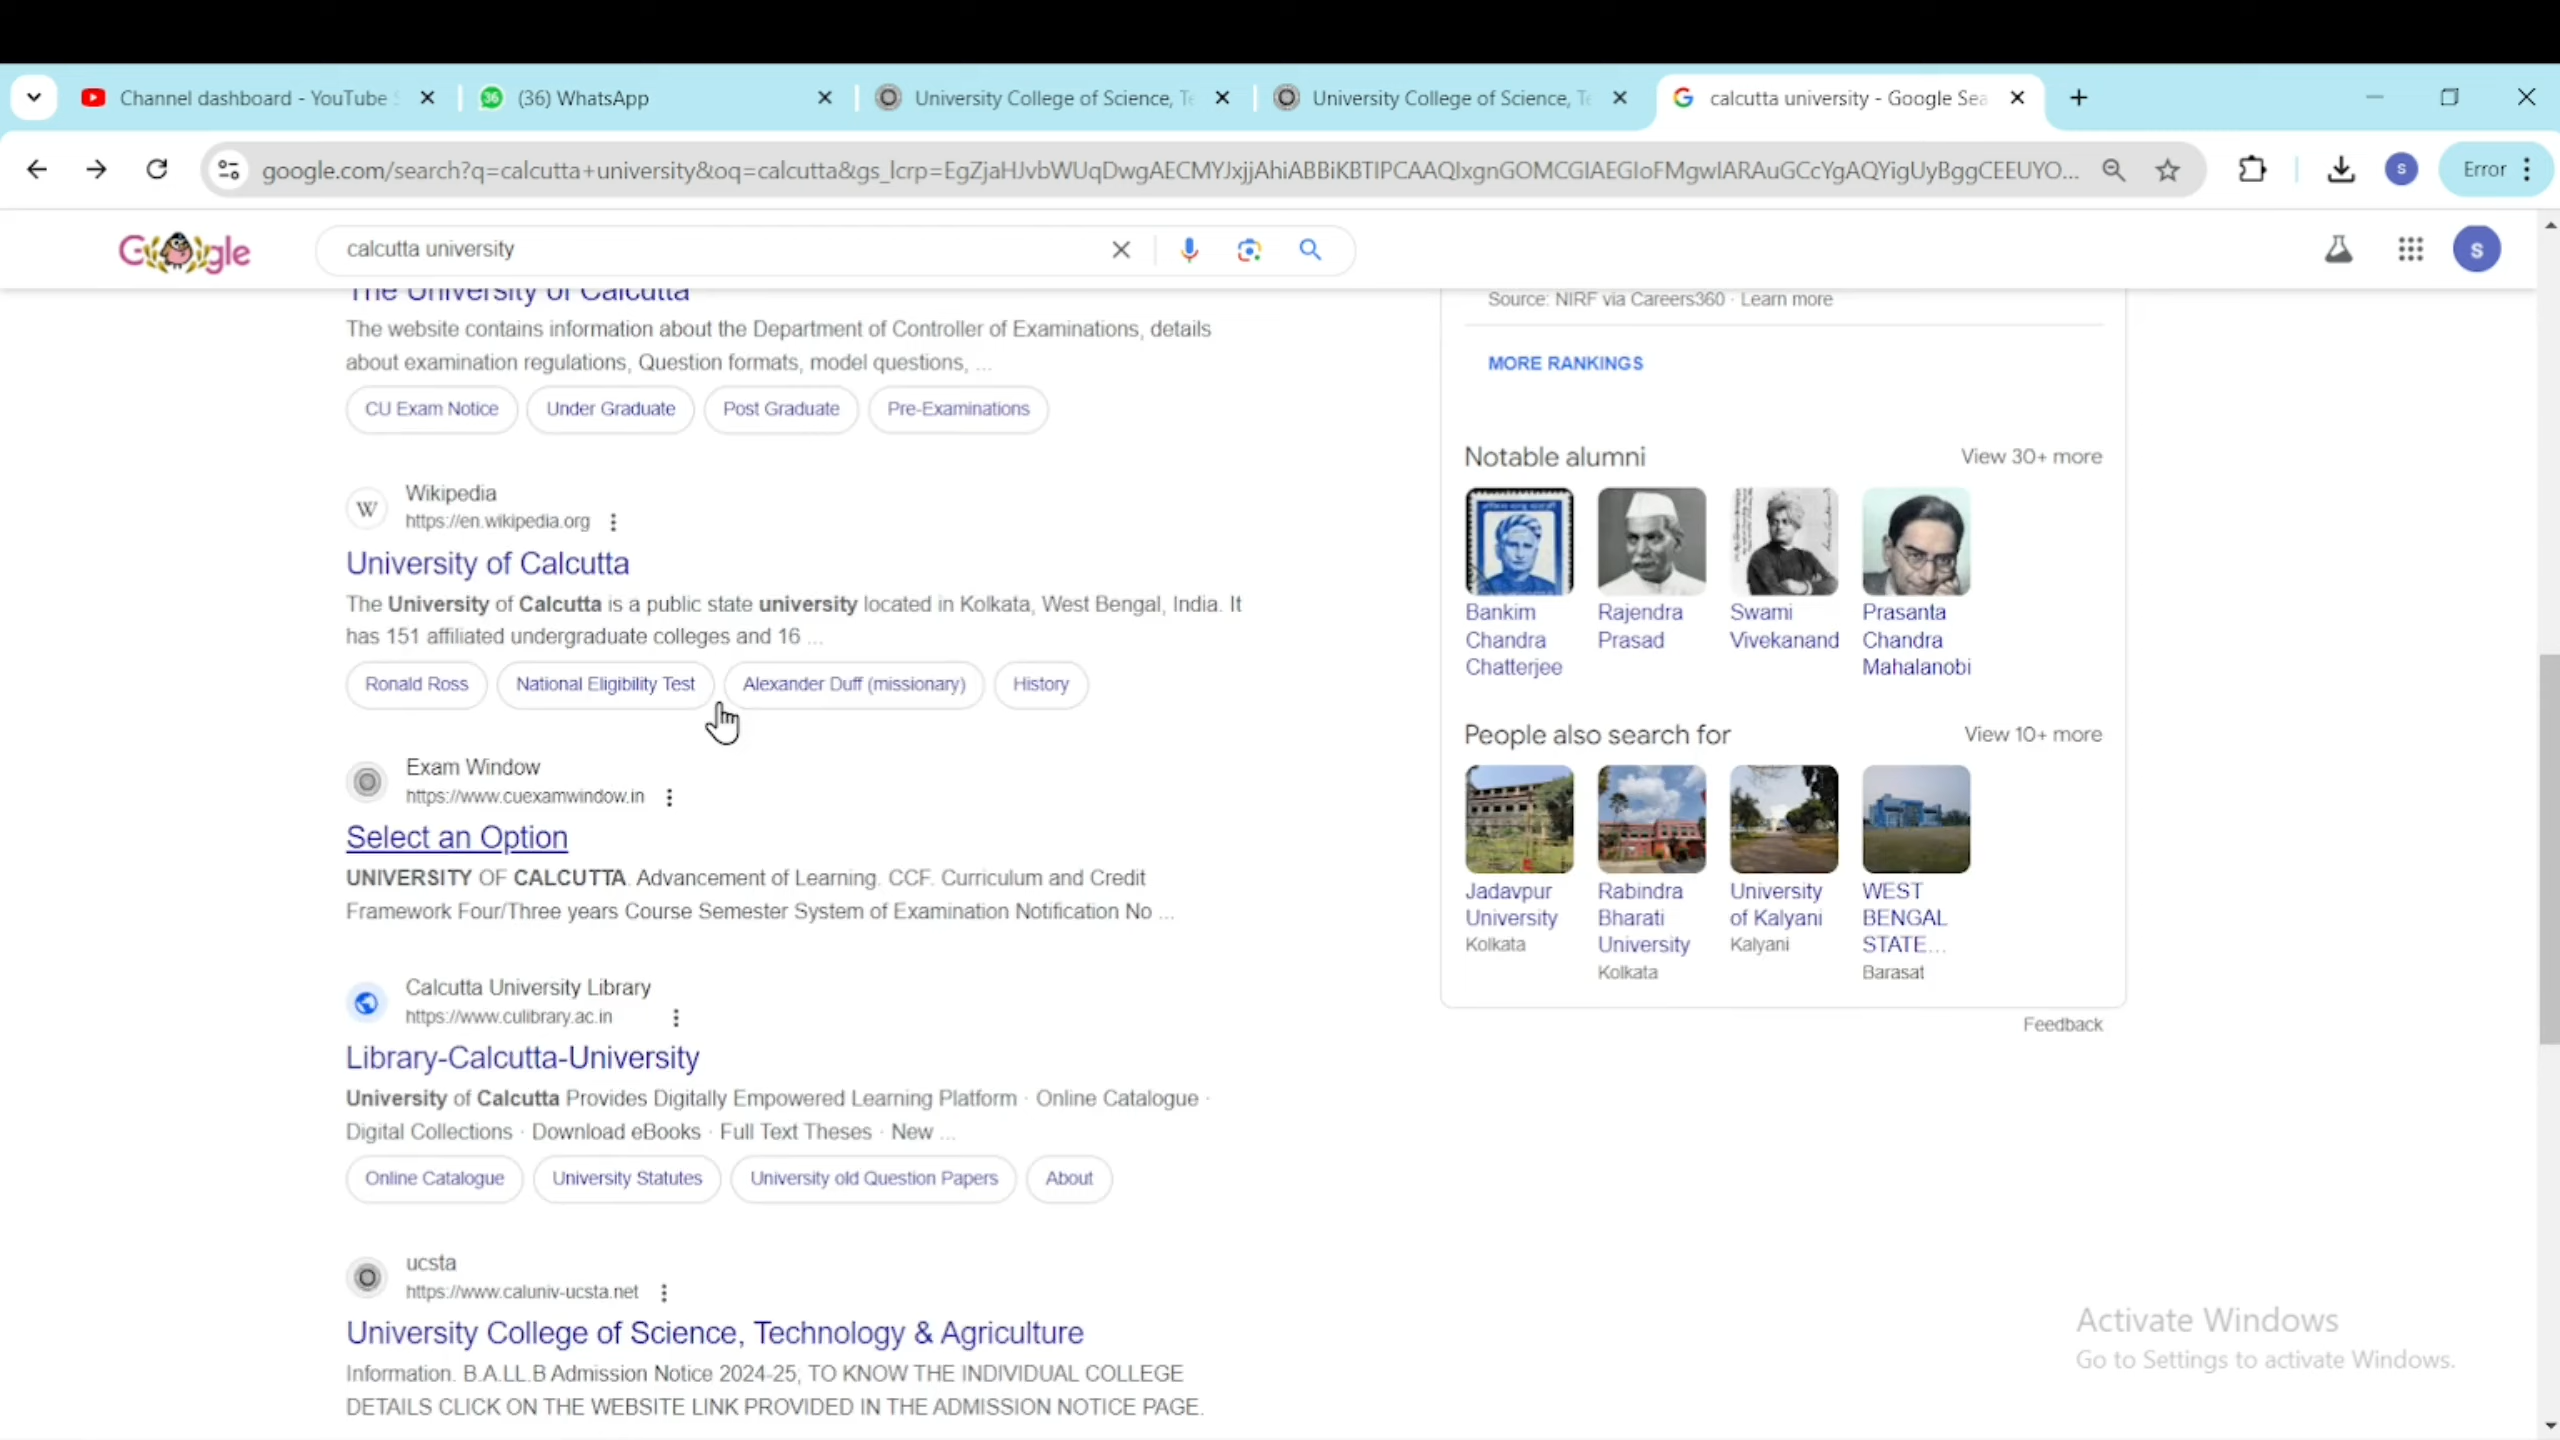 Channel dashboard - YouTube S
36 (36) WhatsApp
University College of Science, Te
University College of Science, Te
calcutta university - Google Sea
google.com/search?q=calcutta+university&oq=calcutta&gs_lcrp=EgZjaHJvbWUqDwgAECMYJxjjAhiABBiKBTIPCAAQIxgnGOMCGIAEGIoFMgwIARAuGCcYgAQYigUyBggCEEUYO...
S
Error
Google
calcutta university
S
The University of Calcutta
The website contains information about the Department of Controller of Examinations, details
about examination regulations, Question formats, model questions, ...
CU Exam Notice
Under Graduate
Post Graduate
Pre-Examinations
W
Wikipedia
https://en.wikipedia.org
University of Calcutta
The University of Calcutta is a public state university located in Kolkata, West Bengal, India. It
has 151 affiliated undergraduate colleges and 16 ...
Ronald Ross
National Eligibility Test
Alexander Duff (missionary)
History
Exam Window
https://www.cuexamwindow.in
Select an Option
UNIVERSITY OF CALCUTTA. Advancement of Learning. CCF. Curriculum and Credit
Framework Four/Three years Course Semester System of Examination Notification No ...
Calcutta University Library
https://www.culibrary.ac.in
Library-Calcutta-University
University of Calcutta Provides Digitally Empowered Learning Platform · Online Catalogue ·
Digital Collections · Download eBooks · Full Text Theses · New ...
Online Catalogue
University Statutes
University old Question Papers
About
ucsta
https://www.caluniv-ucsta.net
University College of Science, Technology & Agriculture
Information. B.A.LL.B Admission Notice 2024-25; TO KNOW THE INDIVIDUAL COLLEGE
DETAILS CLICK ON THE WEBSITE LINK PROVIDED IN THE ADMISSION NOTICE PAGE.
Source: NIRF via Careers360 · Learn more
MORE RANKINGS
Notable alumni
View 30+ more
Bankim
Chandra
Chatterjee
Rajendra
Prasad
Swami
Vivekanand
Prasanta
Chandra
Mahalanobi
People also search for
View 10+ more
Jadavpur
University
Kolkata
Rabindra
Bharati
University
Kolkata
University
of Kalyani
Kalyani
WEST
BENGAL
STATE...
Barasat
Feedback
Activate Windows
Go to Settings to activate Windows.